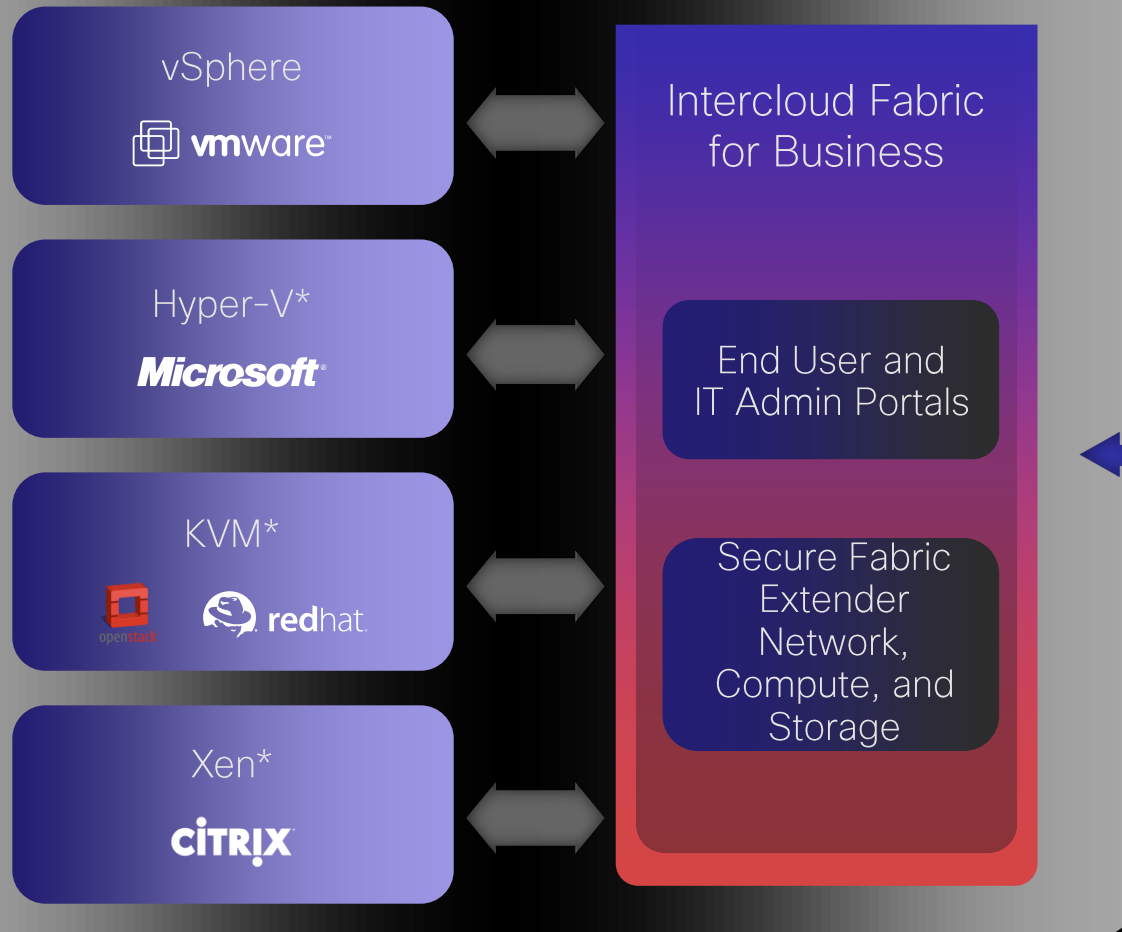 vSphere
vmware™
Hyper-V*
Microsoft®
KVM*
openstack
redhat.
Xen*
CiTRIX
Intercloud Fabric
for Business
End User and
IT Admin Portals
Secure Fabric
Extender
Network,
Compute, and
Storage